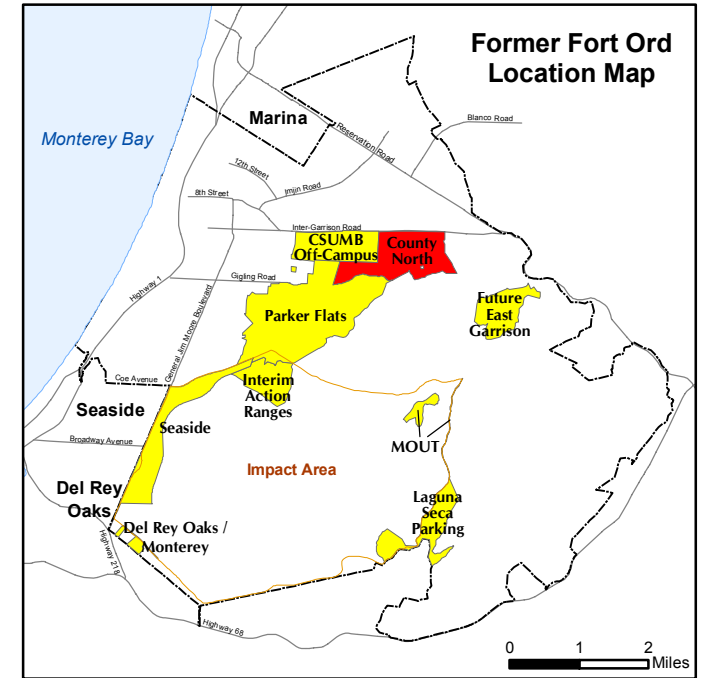 Former Fort Ord
Location Map
Marina
Blanco Road
Monterey Bay
Reservation Road
12th Street
Imjin Road
8th Street
Inter-Garrison Road
CSUMB
Off-Campus
County
North
Gigling Road
Highway 1
General Jim Moore Boulevard
Parker Flats
Future
East
Garrison
Coe Avenue
Interim
Action
Ranges
Seaside
Seaside
MOUT
Broadway Avenue
Impact Area
Del Rey
Oaks
Laguna
Seca
Parking
Del Rey Oaks /
Monterey
Highway 218
Highway 68
0 1 2
Miles